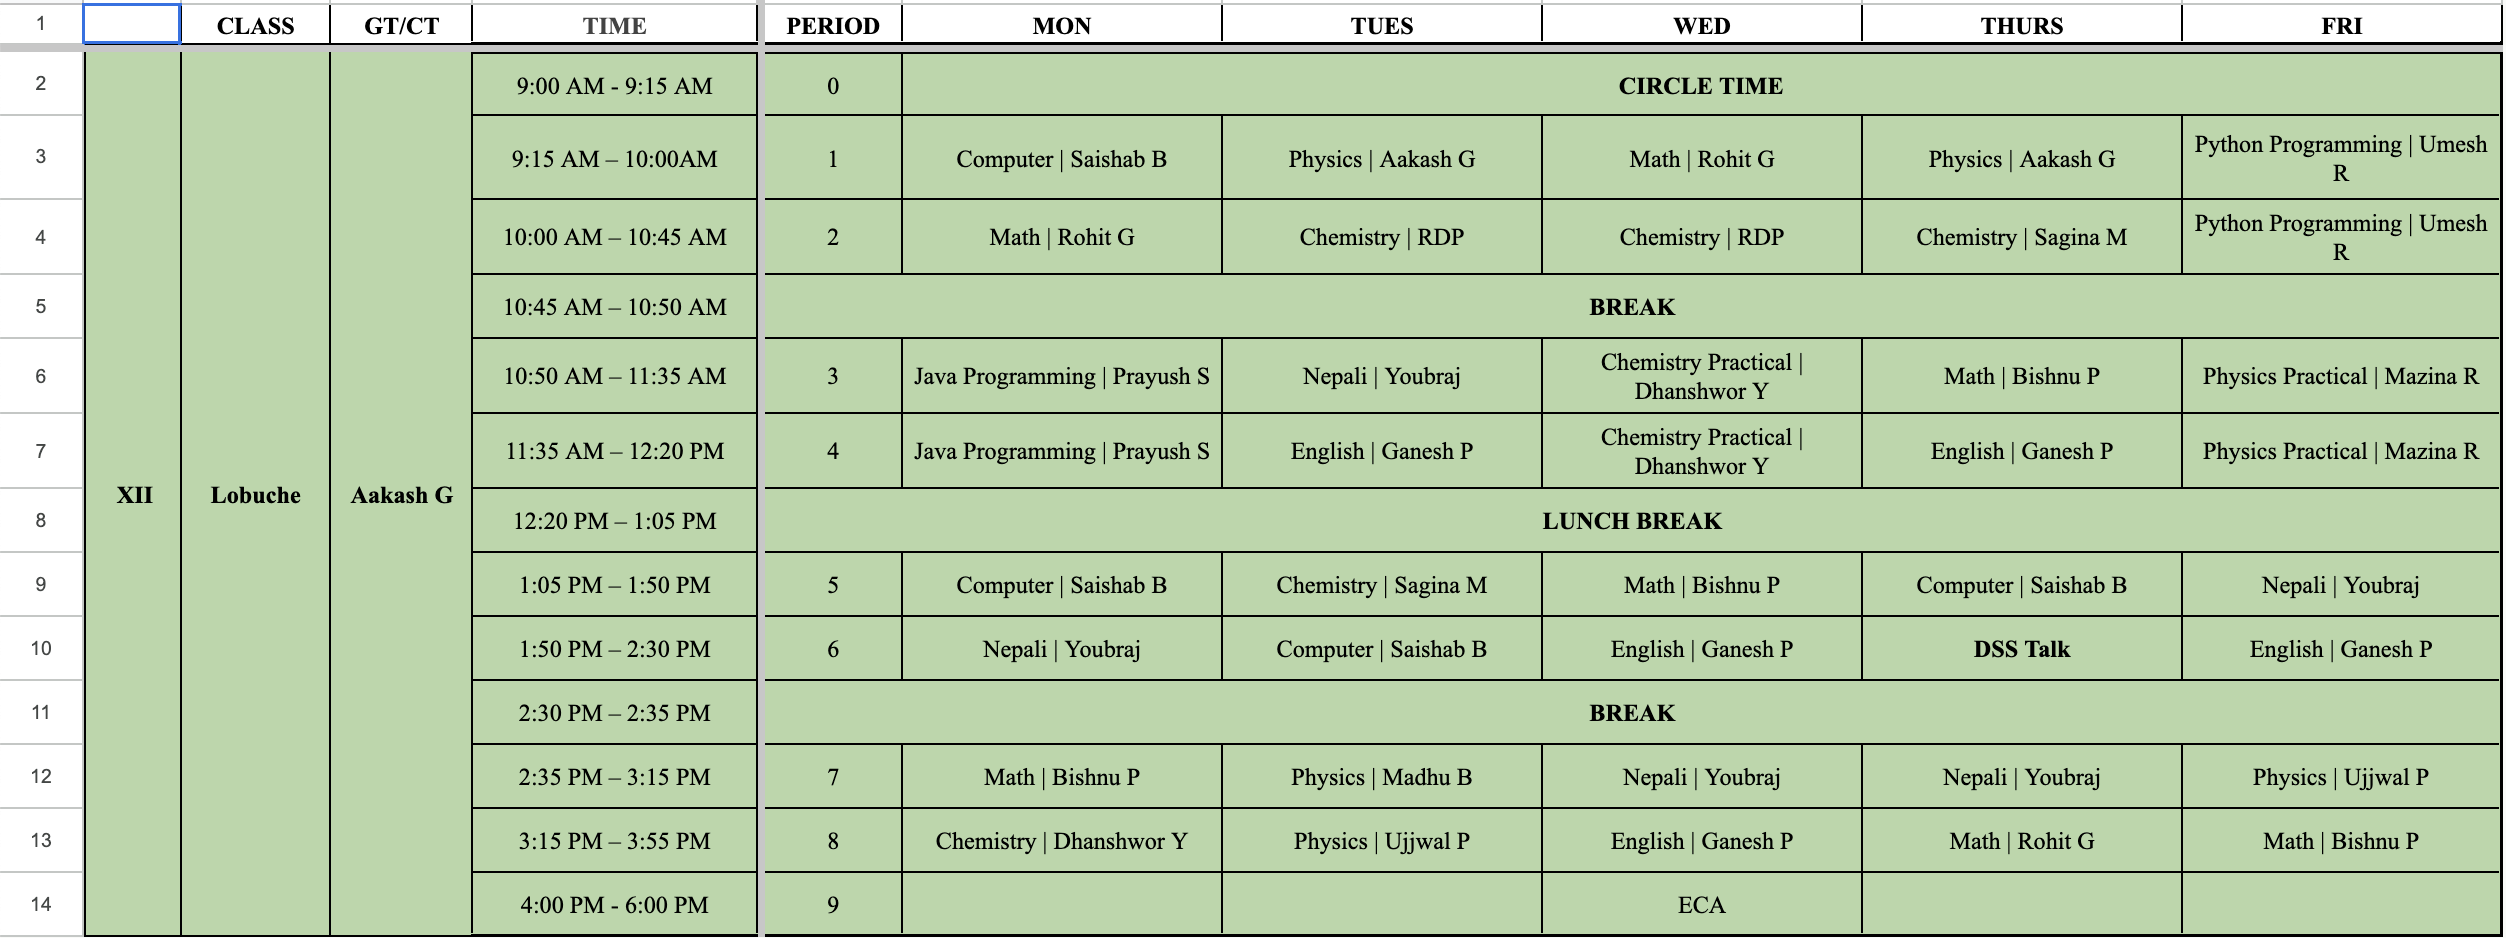 1 CLASS GT/CT TIME PERIOD MON TUES WED THURS FRI
2 9:00 AM - 9:15 AM 0 CIRCLE TIME
3 9:15 AM – 10:00AM 1 Computer | Saishab B Physics | Aakash G Math | Rohit G Physics | Aakash G Python Programming | Umesh
R
4 10:00 AM – 10:45 AM 2 Math | Rohit G Chemistry | RDP Chemistry | RDP Chemistry | Sagina M Python Programming | Umesh
R
5 10:45 AM – 10:50 AM BREAK
6 10:50 AM – 11:35 AM 3 Java Programming | Prayush S Nepali | Youbraj Chemistry Practical |
Dhanshwor Y Math | Bishnu P Physics Practical | Mazina R
7 11:35 AM – 12:20 PM 4 Java Programming | Prayush S English | Ganesh P Chemistry Practical |
Dhanshwor Y English | Ganesh P Physics Practical | Mazina R
XII Lobuche Aakash G
8 12:20 PM – 1:05 PM LUNCH BREAK
9 1:05 PM – 1:50 PM 5 Computer | Saishab B Chemistry | Sagina M Math | Bishnu P Computer | Saishab B Nepali | Youbraj
10 1:50 PM – 2:30 PM 6 Nepali | Youbraj Computer | Saishab B English | Ganesh P DSS Talk English | Ganesh P
11 2:30 PM – 2:35 PM BREAK
12 2:35 PM – 3:15 PM 7 Math | Bishnu P Physics | Madhu B Nepali | Youbraj Nepali | Youbraj Physics | Ujjwal P
13 3:15 PM – 3:55 PM 8 Chemistry | Dhanshwor Y Physics | Ujjwal P English | Ganesh P Math | Rohit G Math | Bishnu P
14 4:00 PM - 6:00 PM 9 ECA